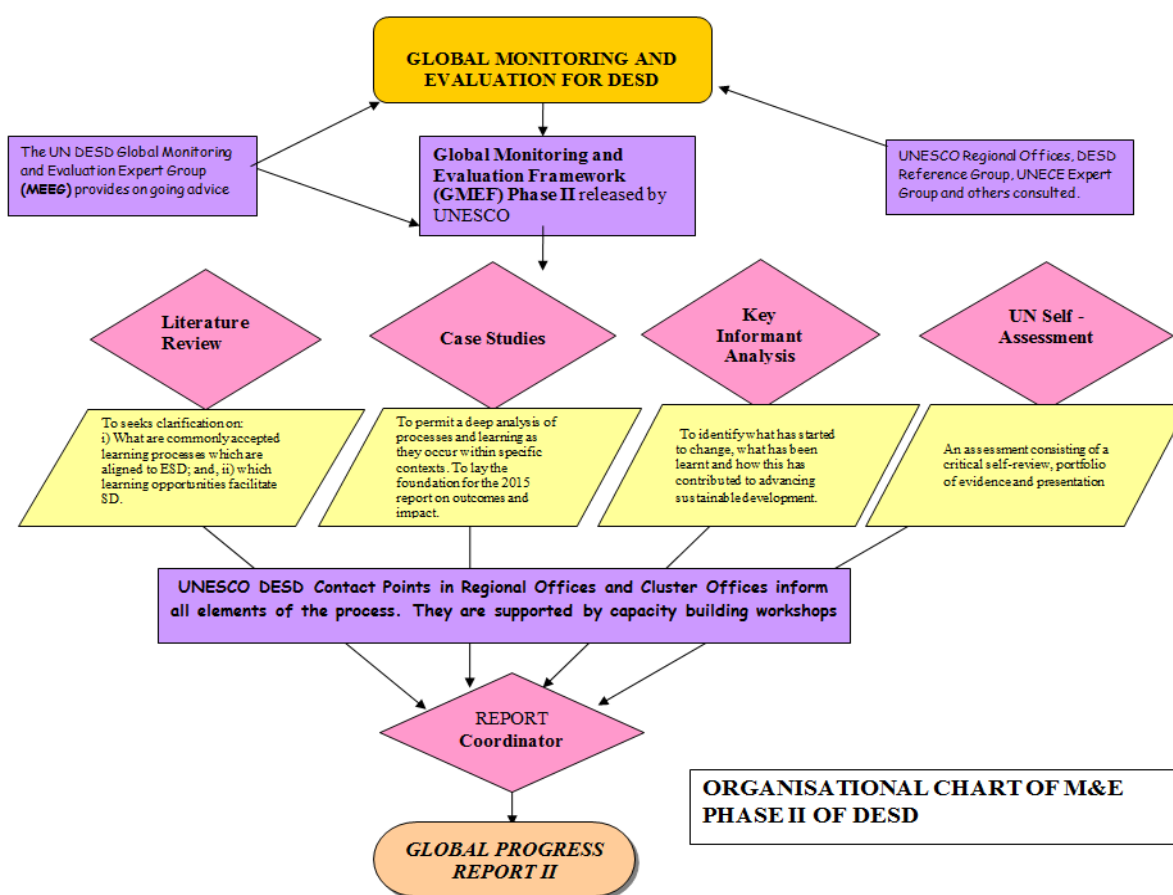 GLOBAL MONITORING AND
EVALUATION FOR DESD
The UN DESD Global Monitoring
and Evaluation Expert Group
(MEEG) provides on going advice
Global Monitoring and
Evaluation Framework
(GMEF) Phase II released by
UNESCO
UNESCO Regional Offices, DESD
Reference Group, UNECE Expert
Group and others consulted.
Literature
Review
Case Studies
Key
Informant
Analysis
UN Self -
Assessment
To seeks clarification on:
i) What are commonly accepted
learning processes which are
aligned to ESD; and, ii) which
learning opportunities facilitate
SD.
To permit a deep analysis of
processes and learning as
they occur within specific
contexts. To lay the
foundation for the 2015
report on outcomes and
impact.
To identify what has started
to change, what has been
learnt and how this has
contributed to advancing
sustainable development.
An assessment consisting of a
critical self-review, portfolio
of evidence and presentation
UNESCO DESD Contact Points in Regional Offices and Cluster Offices inform
all elements of the process. They are supported by capacity building workshops
REPORT
Coordinator
ORGANISATIONAL CHART OF M&E
PHASE II OF DESD
GLOBAL PROGRESS
REPORT II